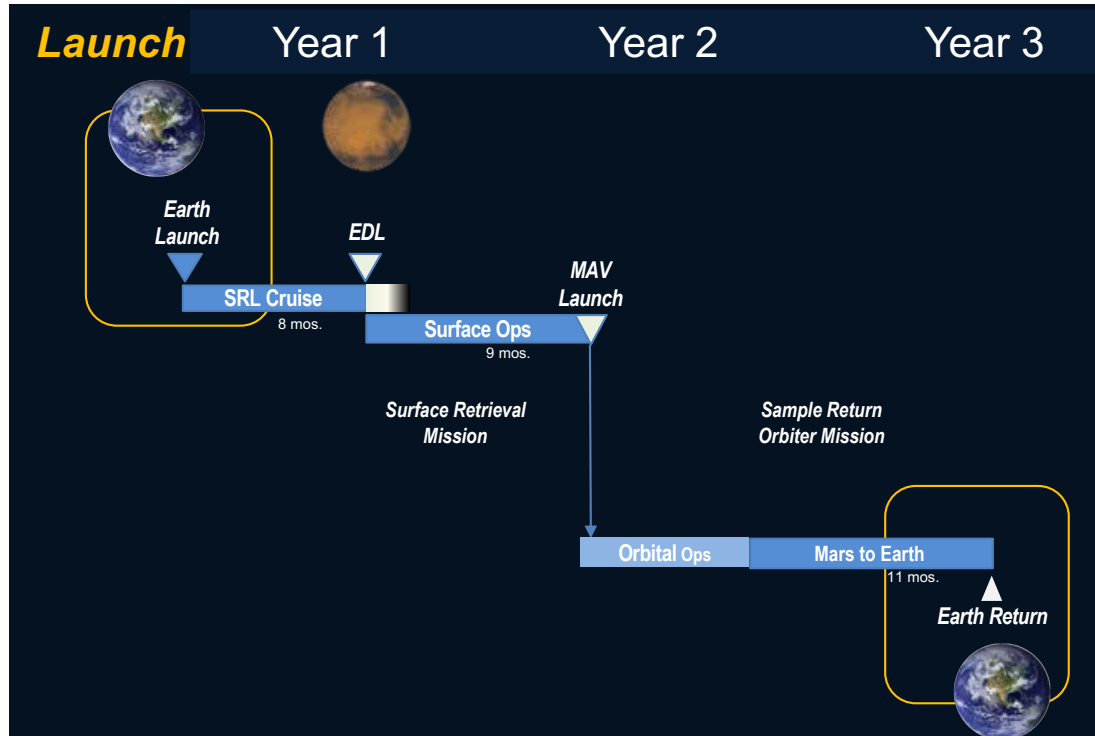 Launch Year 1 Year 2 Year 3
Earth
Launch
EDL
MAV
Launch
SRL Cruise
8 mos.
Surface Ops
9 mos.
Surface Retrieval
Mission
Sample Return
Orbiter Mission
Orbital Ops
Mars to Earth
11 mos.
Earth Return